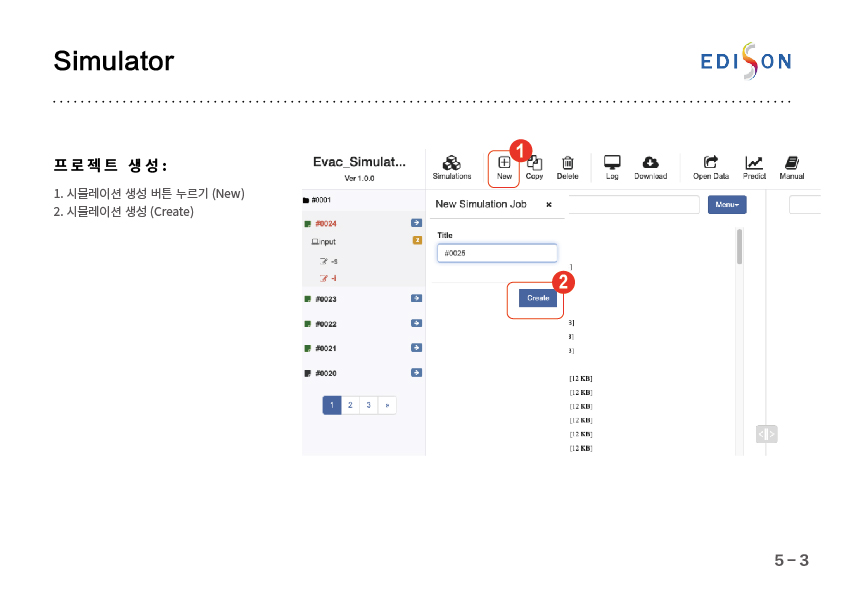 Simulator
EDISON
프로젝트 생성:
1. 시뮬레이션 생성 버튼 누르기 (New)
2. 시뮬레이션 생성 (Create)
Evac_Simulat...
Ver 1.0.0
Simulations
New
Copy
Delete
Log
Download
Open Data
Predict
Manual
1
#0001
#0024
input
2
-s
-i
#0023
#0022
#0021
#0020
1 2 3 »
New Simulation Job ×
Title
#0025
Create
2
Menu
]
B]
B]
B]
[12 KB]
[12 KB]
[12 KB]
[12 KB]
[12 KB]
[12 KB]
5 – 3